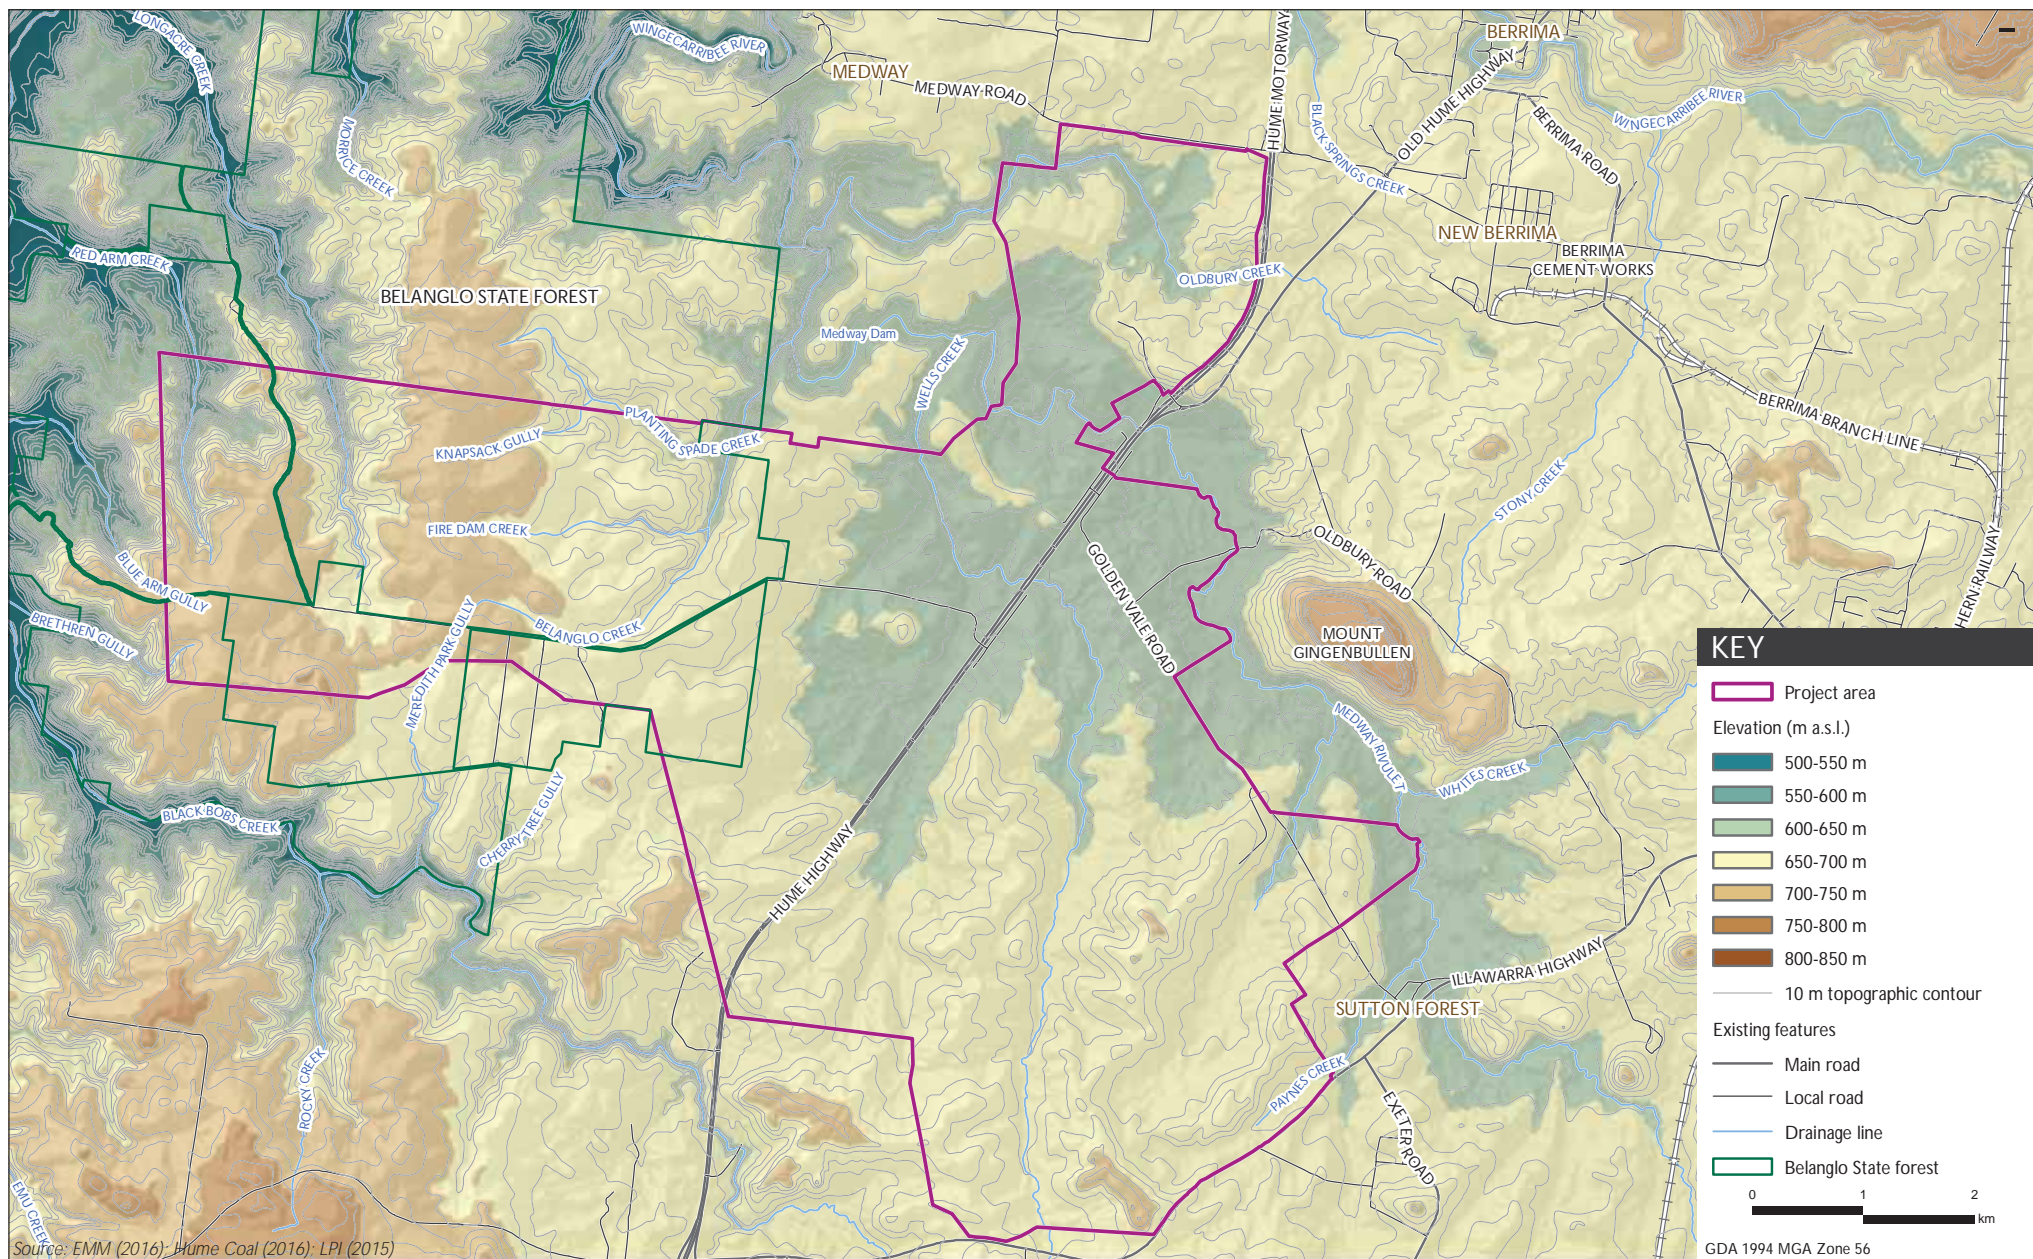 LONGACRE CREEK
WINGECARRIBEE RIVER
MEDWAY
MEDWAY ROAD
HUME MOTORWAY
BERRIMA
OLD HUME HIGHWAY
WINGECARRIBEE RIVER
BERRIMA ROAD
BLACK SPRINGS CREEK
MORRICE CREEK
RED ARM CREEK
BELANGLO STATE FOREST
NEW BERRIMA
BERRIMA
CEMENT WORKS
OLDBURY CREEK
Medway Dam
WELLS CREEK
PLANTING SPADE CREEK
KNAPSACK GULLY
FIRE DAM CREEK
BERRIMA BRANCH LINE
STONY CREEK
OLDBURY ROAD
GOLDEN VALE ROAD
BLUE ARM GULLY
BRETHREN GULLY
MEREDITH PARK GULLY
BELANGLO CREEK
MOUNT
GINGENBULLEN
HERN RAILWAY
MEDWAY RIVULET
WHITES CREEK
BLACK BOBS CREEK
CHERRY TREE GULLY
HUME HIGHWAY
ILLAWARRA HIGHWAY
SUTTON FOREST
PAYNES CREEK
EXETER ROAD
ROCKY CREEK
EMU CREEK
KEY
Project area
Elevation (m a.s.l.)
500-550 m
550-600 m
600-650 m
650-700 m
700-750 m
750-800 m
800-850 m
10 m topographic contour
Existing features
Main road
Local road
Drainage line
Belanglo State forest
0 1 2
km
GDA 1994 MGA Zone 56
Source: EMM (2016); Hume Coal (2016); LPI (2015)